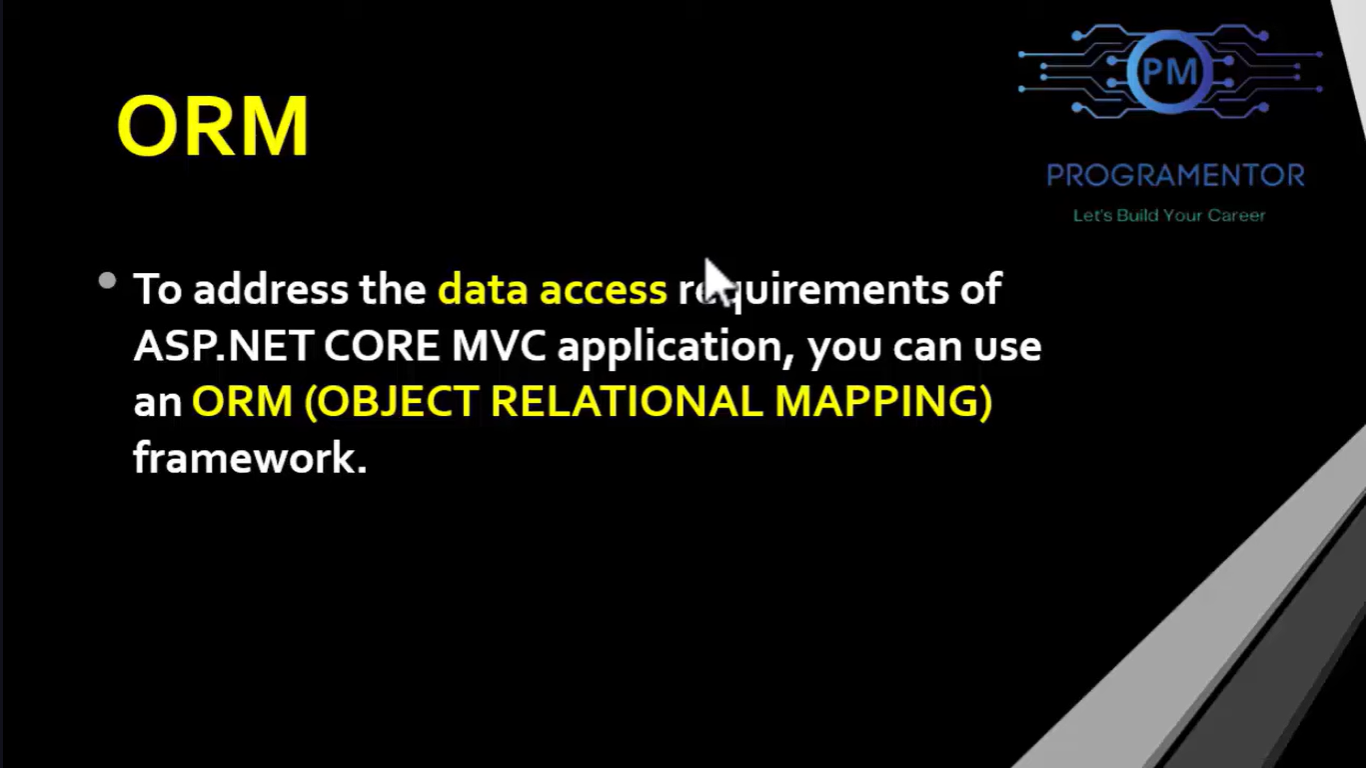 PM
ORM
PROGRAMENTOR
Let's Build Your Career
To address the data access requirements of
ASP.NET CORE MVC application, you can use
an ORM (OBJECT RELATIONAL MAPPING)
framework.